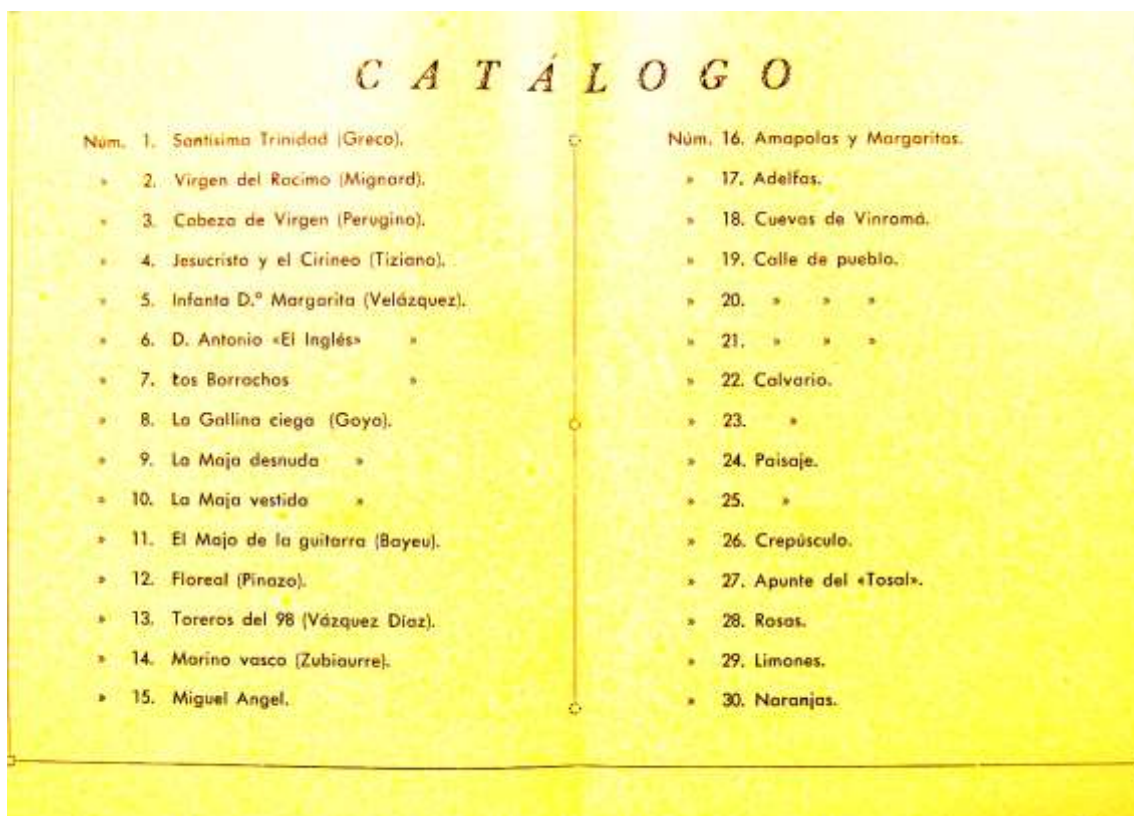 CATÁLOGO
Núm. 1. Santísima Trinidad (Greco).
» 2. Virgen del Racimo (Mignard).
» 3. Cabeza de Virgen (Perugino).
» 4. Jesucristo y el Cirineo (Tiziano).
» 5. Infanta D.ª Margarita (Velázquez).
» 6. D. Antonio «El Inglés» »
» 7. Los Borrachos »
» 8. La Gallina ciega (Goya).
» 9. La Maja desnuda »
» 10. La Maja vestida »
» 11. El Majo de la guitarra (Bayeu).
» 12. Floreal (Pinazo).
» 13. Toreros del 98 (Vázquez Díaz).
» 14. Marino vasco (Zubiaurre).
» 15. Miguel Angel.
Núm. 16. Amapolas y Margaritas.
» 17. Adelfas.
» 18. Cuevas de Vinromá.
» 19. Calle de pueblo.
» 20. » » »
» 21. » » »
» 22. Calvario.
» 23. »
» 24. Paisaje.
» 25. »
» 26. Crepúsculo.
» 27. Apunte del «Tosal».
» 28. Rosas.
» 29. Limones.
» 30. Naranjas.